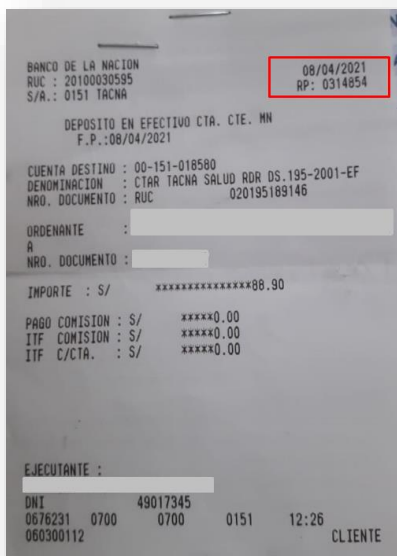 BANCO DE LA NACION
RUC : 20100030595
S/A.: 0151 TACNA
08/04/2021
RP: 0314854
DEPOSITO EN EFECTIVO CTA. CTE. MN
F.P.:08/04/2021
CUENTA DESTINO : 00-151-018580
DENOMINACION : CTAR TACNA SALUD RDR DS.195-2001-EF
NRO. DOCUMENTO : RUC 020195189146
ORDENANTE :
A
NRO. DOCUMENTO :
IMPORTE : S/ ***************88.90
PAGO COMISION : S/ *****0.00
ITF COMISION : S/ *****0.00
ITF C/CTA. : S/ *****0.00
EJECUTANTE :
DNI 49017345
0676231 0700 0700 0151 12:26
060300112 CLIENTE